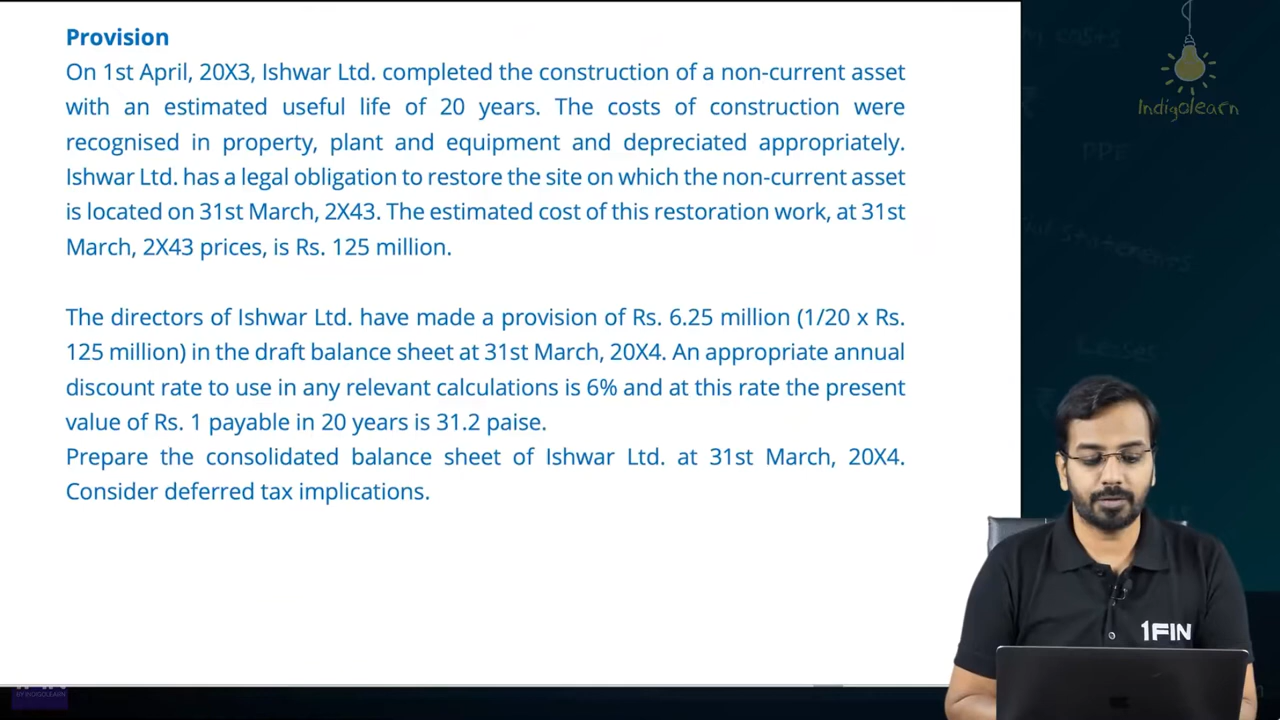 Provision
On 1st April, 20X3, Ishwar Ltd. completed the construction of a non-current asset
with an estimated useful life of 20 years. The costs of construction were
recognised in property, plant and equipment and depreciated appropriately.
Ishwar Ltd. has a legal obligation to restore the site on which the non-current asset
is located on 31st March, 2X43. The estimated cost of this restoration work, at 31st
March, 2X43 prices, is Rs. 125 million.
The directors of Ishwar Ltd. have made a provision of Rs. 6.25 million (1/20 x Rs.
125 million) in the draft balance sheet at 31st March, 20X4. An appropriate annual
discount rate to use in any relevant calculations is 6% and at this rate the present
value of Rs. 1 payable in 20 years is 31.2 paise.
Prepare the consolidated balance sheet of Ishwar Ltd. at 31st March, 20X4.
Consider deferred tax implications.
Indigolearn
costs
PPE
Statements
Leases
1FIN
BY INDIGOLEARN